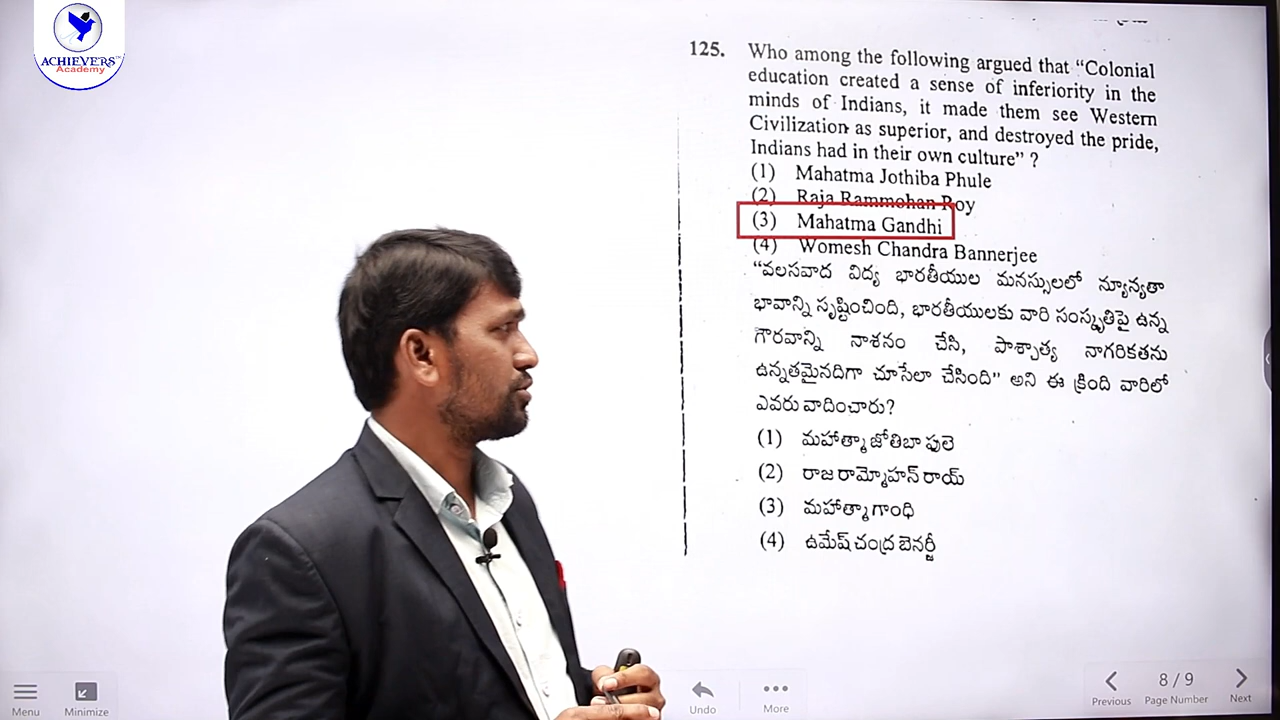 ACHIEVERS™
Academy
125. Who among the following argued that “Colonial
education created a sense of inferiority in the
minds of Indians, it made them see Western
Civilization as superior, and destroyed the pride,
Indians had in their own culture” ?
(1) Mahatma Jothiba Phule
(2) Raja Rammohan Roy
(3) Mahatma Gandhi
(4) Womesh Chandra Bannerjee
“వలసవాద విద్య భారతీయుల మనస్సులలో న్యూన్యతా
భావాన్ని సృష్టించింది, భారతీయులకు వారి సంస్కృతిపై ఉన్న
గౌరవాన్ని నాశనం చేసి, పాశ్చాత్య నాగరికతను
ఉన్నతమైనదిగా చూసేలా చేసింది” అని ఈ క్రింది వారిలో
ఎవరు వాదించారు?
(1) మహాత్మా జోతిబా ఫులె
(2) రాజ రామ్మోహన్ రాయ్
(3) మహాత్మా గాంధి
(4) ఉమేష్ చంద్ర బెనర్జీ
Menu
Minimize
Undo
More
Previous
8 / 9
Page Number
Next